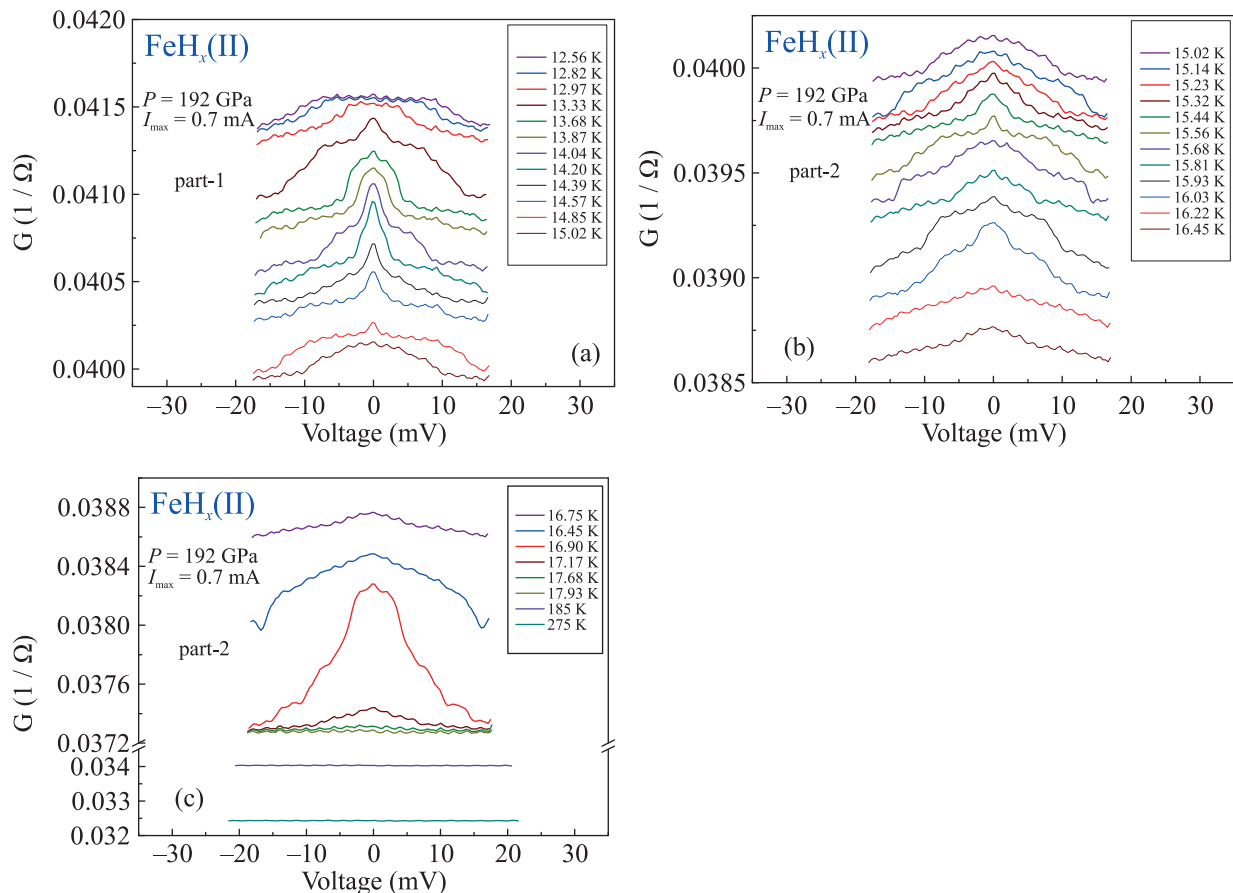 0.0420
0.0415
0.0410
0.0405
0.0400
G (1 / Ω)
FeHₓ(II)
P = 192 GPa
Iₘₐₓ = 0.7 mA
part-1
12.56 K
12.82 K
12.97 K
13.33 K
13.68 K
13.87 K
14.04 K
14.20 K
14.39 K
14.57 K
14.85 K
15.02 K
(a)
–30 –20 –10 0 10 20 30
Voltage (mV)
0.0400
0.0395
0.0390
0.0385
G (1 / Ω)
FeHₓ(II)
P = 192 GPa
Iₘₐₓ = 0.7 mA
part-2
15.02 K
15.14 K
15.23 K
15.32 K
15.44 K
15.56 K
15.68 K
15.81 K
15.93 K
16.03 K
16.22 K
16.45 K
(b)
–30 –20 –10 0 10 20 30
Voltage (mV)
0.0388
0.0384
0.0380
0.0376
0.0372
0.034
0.032
G (1 / Ω)
FeHₓ(II)
P = 192 GPa
Iₘₐₓ = 0.7 mA
part-2
16.75 K
16.45 K
16.90 K
17.17 K
17.68 K
17.93 K
185 K
275 K
(c)
–30 –20 –10 0 10 20 30
Voltage (mV)